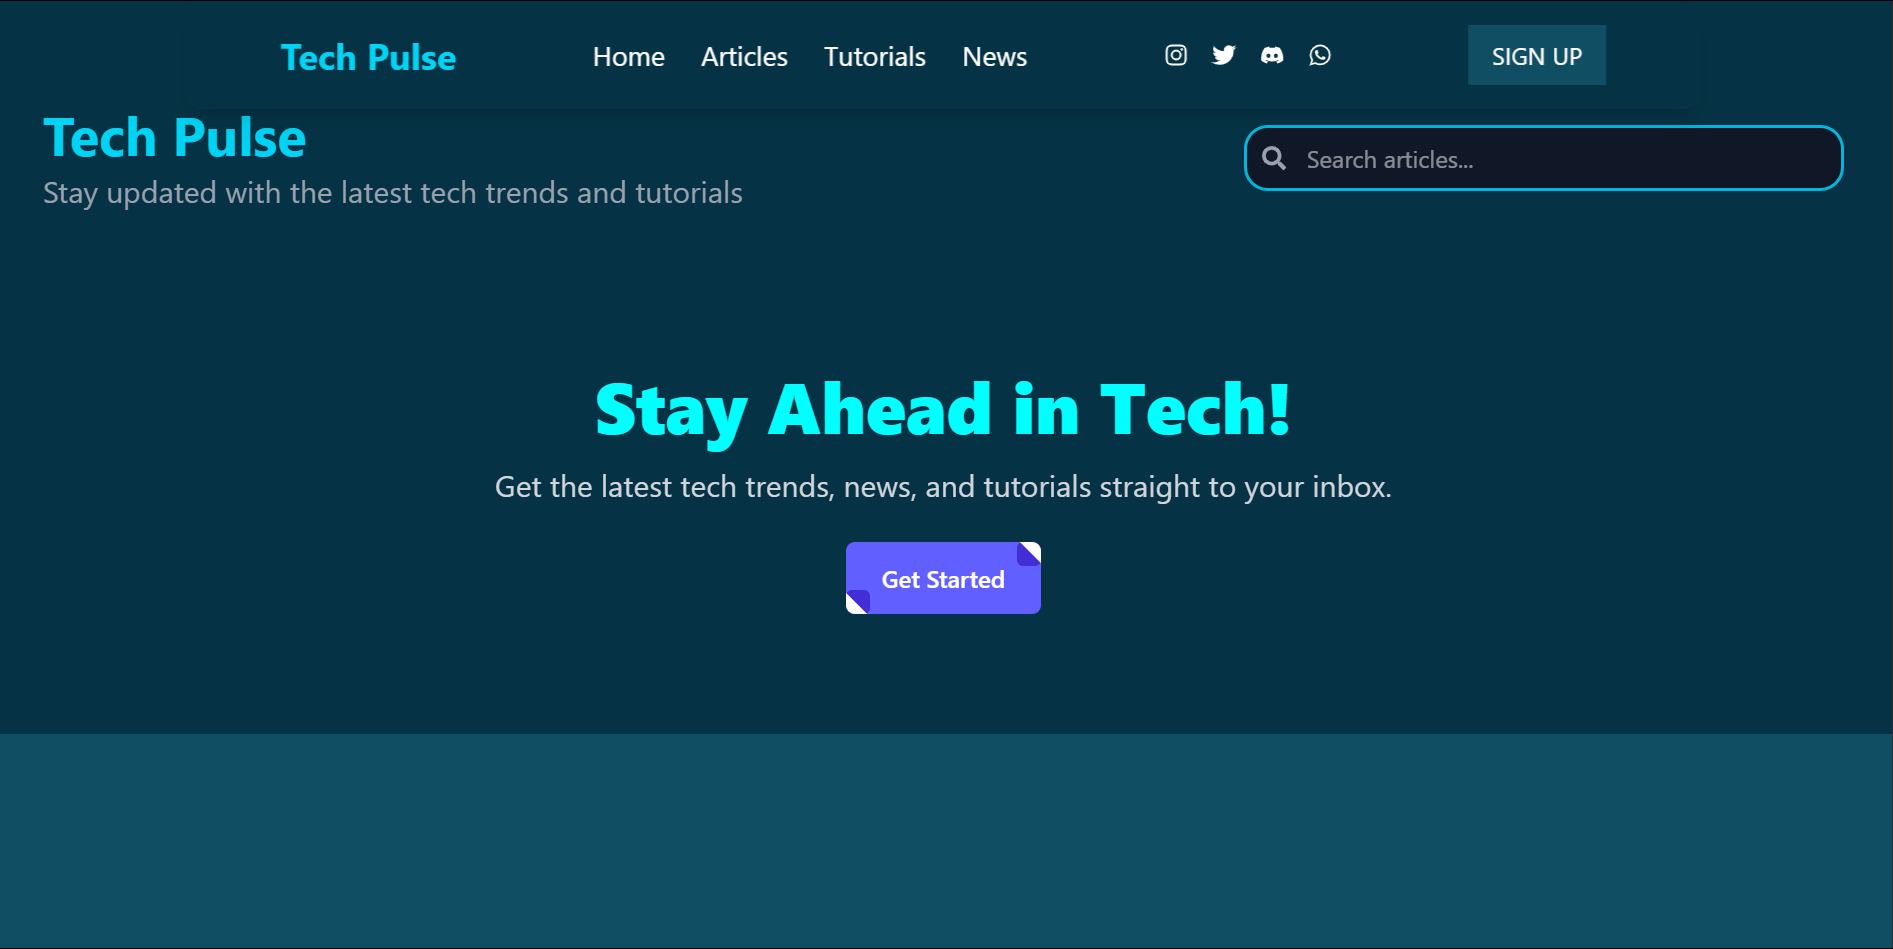 Tech Pulse Home Articles Tutorials News SIGN UP
Tech Pulse
Search articles...
Stay updated with the latest tech trends and tutorials
Stay Ahead in Tech!
Get the latest tech trends, news, and tutorials straight to your inbox.
Get Started